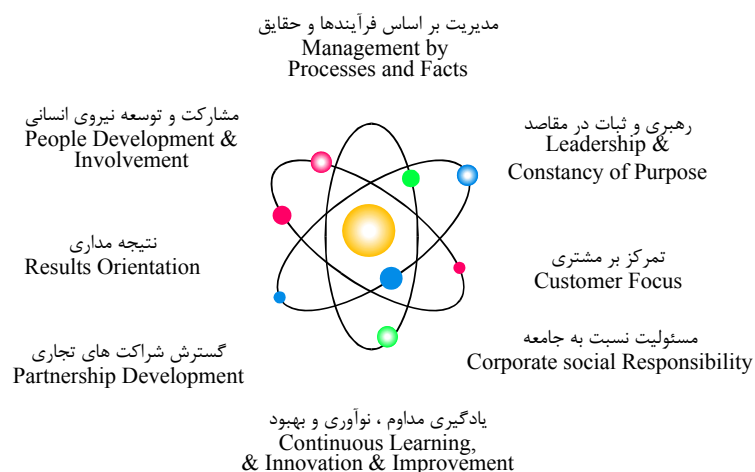 مدیریت بر اساس فرآیندها و حقایق
Management by
Processes and Facts
مشارکت و توسعه نیروی انسانی
People Development &
Involvement
رهبری و ثبات در مقاصد
Leadership &
Constancy of Purpose
نتیجه مداری
Results Orientation
تمرکز بر مشتری
Customer Focus
گسترش شراکت های تجاری
Partnership Development
مسئولیت نسبت به جامعه
Corporate social Responsibility
یادگیری مداوم ، نوآوری و بهبود
Continuous Learning,
& Innovation & Improvement